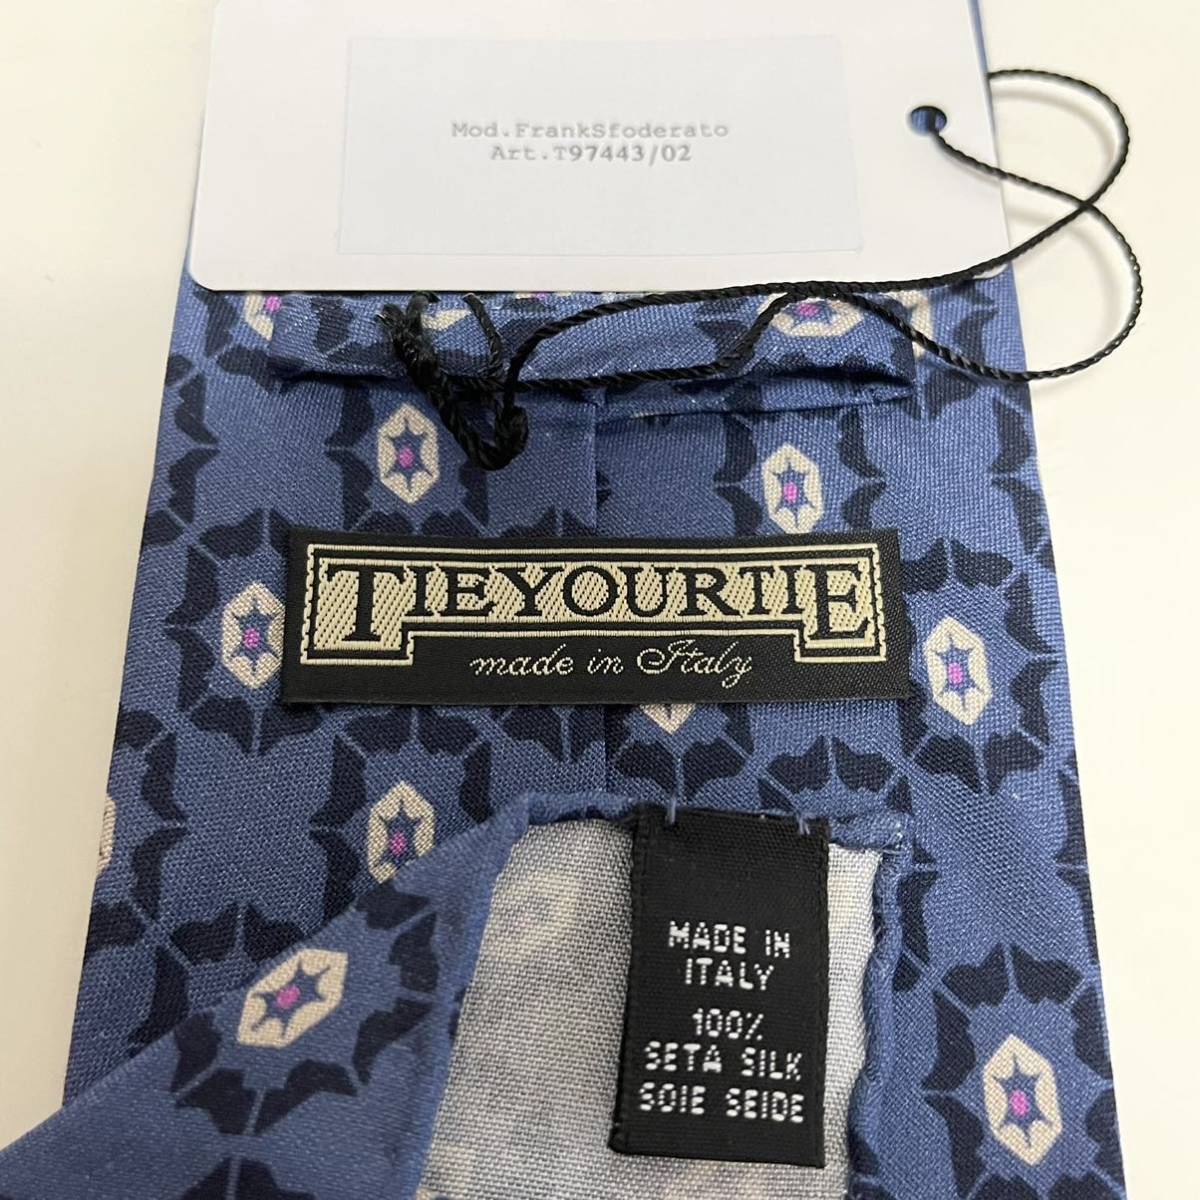 Mod.FrankSfoderato
Art.T97443/02
TIEYOURTIE
made in Italy
MADE IN
ITALY
100%
SETA SILK
SOIE SEIDE